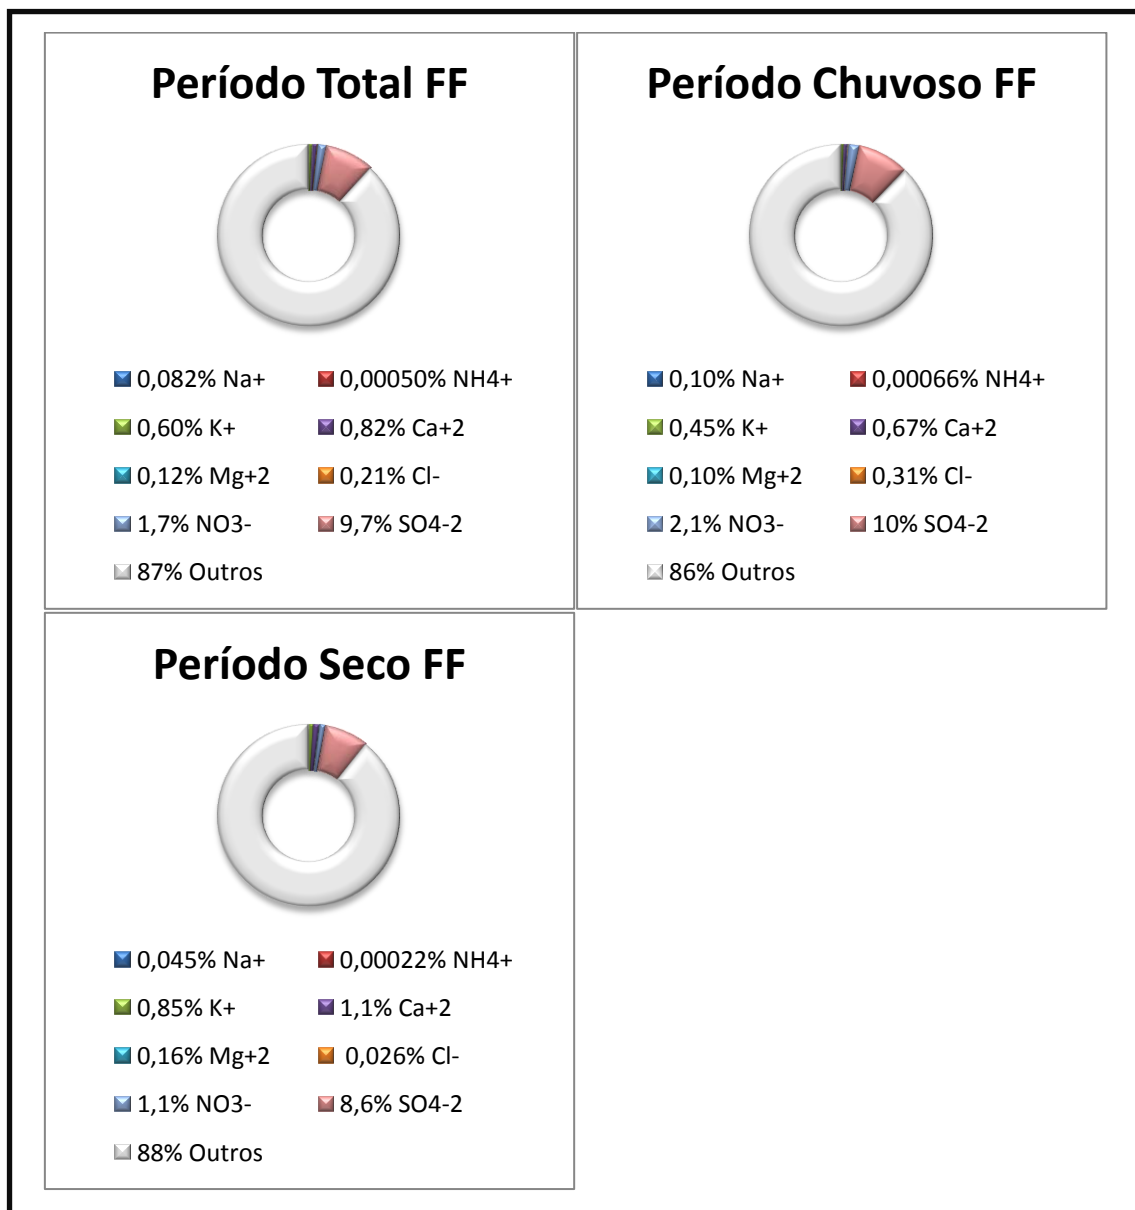 Período Total FF
0,082% Na+
0,00050% NH4+
0,60% K+
0,82% Ca+2
0,12% Mg+2
0,21% Cl-
1,7% NO3-
9,7% SO4-2
87% Outros
Período Chuvoso FF
0,10% Na+
0,00066% NH4+
0,45% K+
0,67% Ca+2
0,10% Mg+2
0,31% Cl-
2,1% NO3-
10% SO4-2
86% Outros
Período Seco FF
0,045% Na+
0,00022% NH4+
0,85% K+
1,1% Ca+2
0,16% Mg+2
0,026% Cl-
1,1% NO3-
8,6% SO4-2
88% Outros